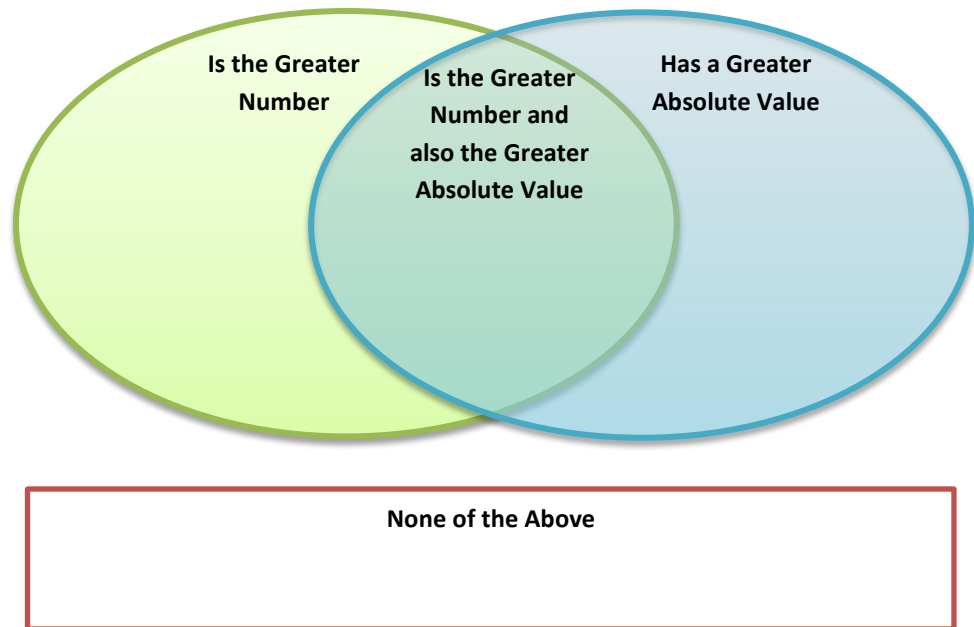 Is the Greater
Number
Is the Greater
Number and
also the Greater
Absolute Value
Has a Greater
Absolute Value
None of the Above